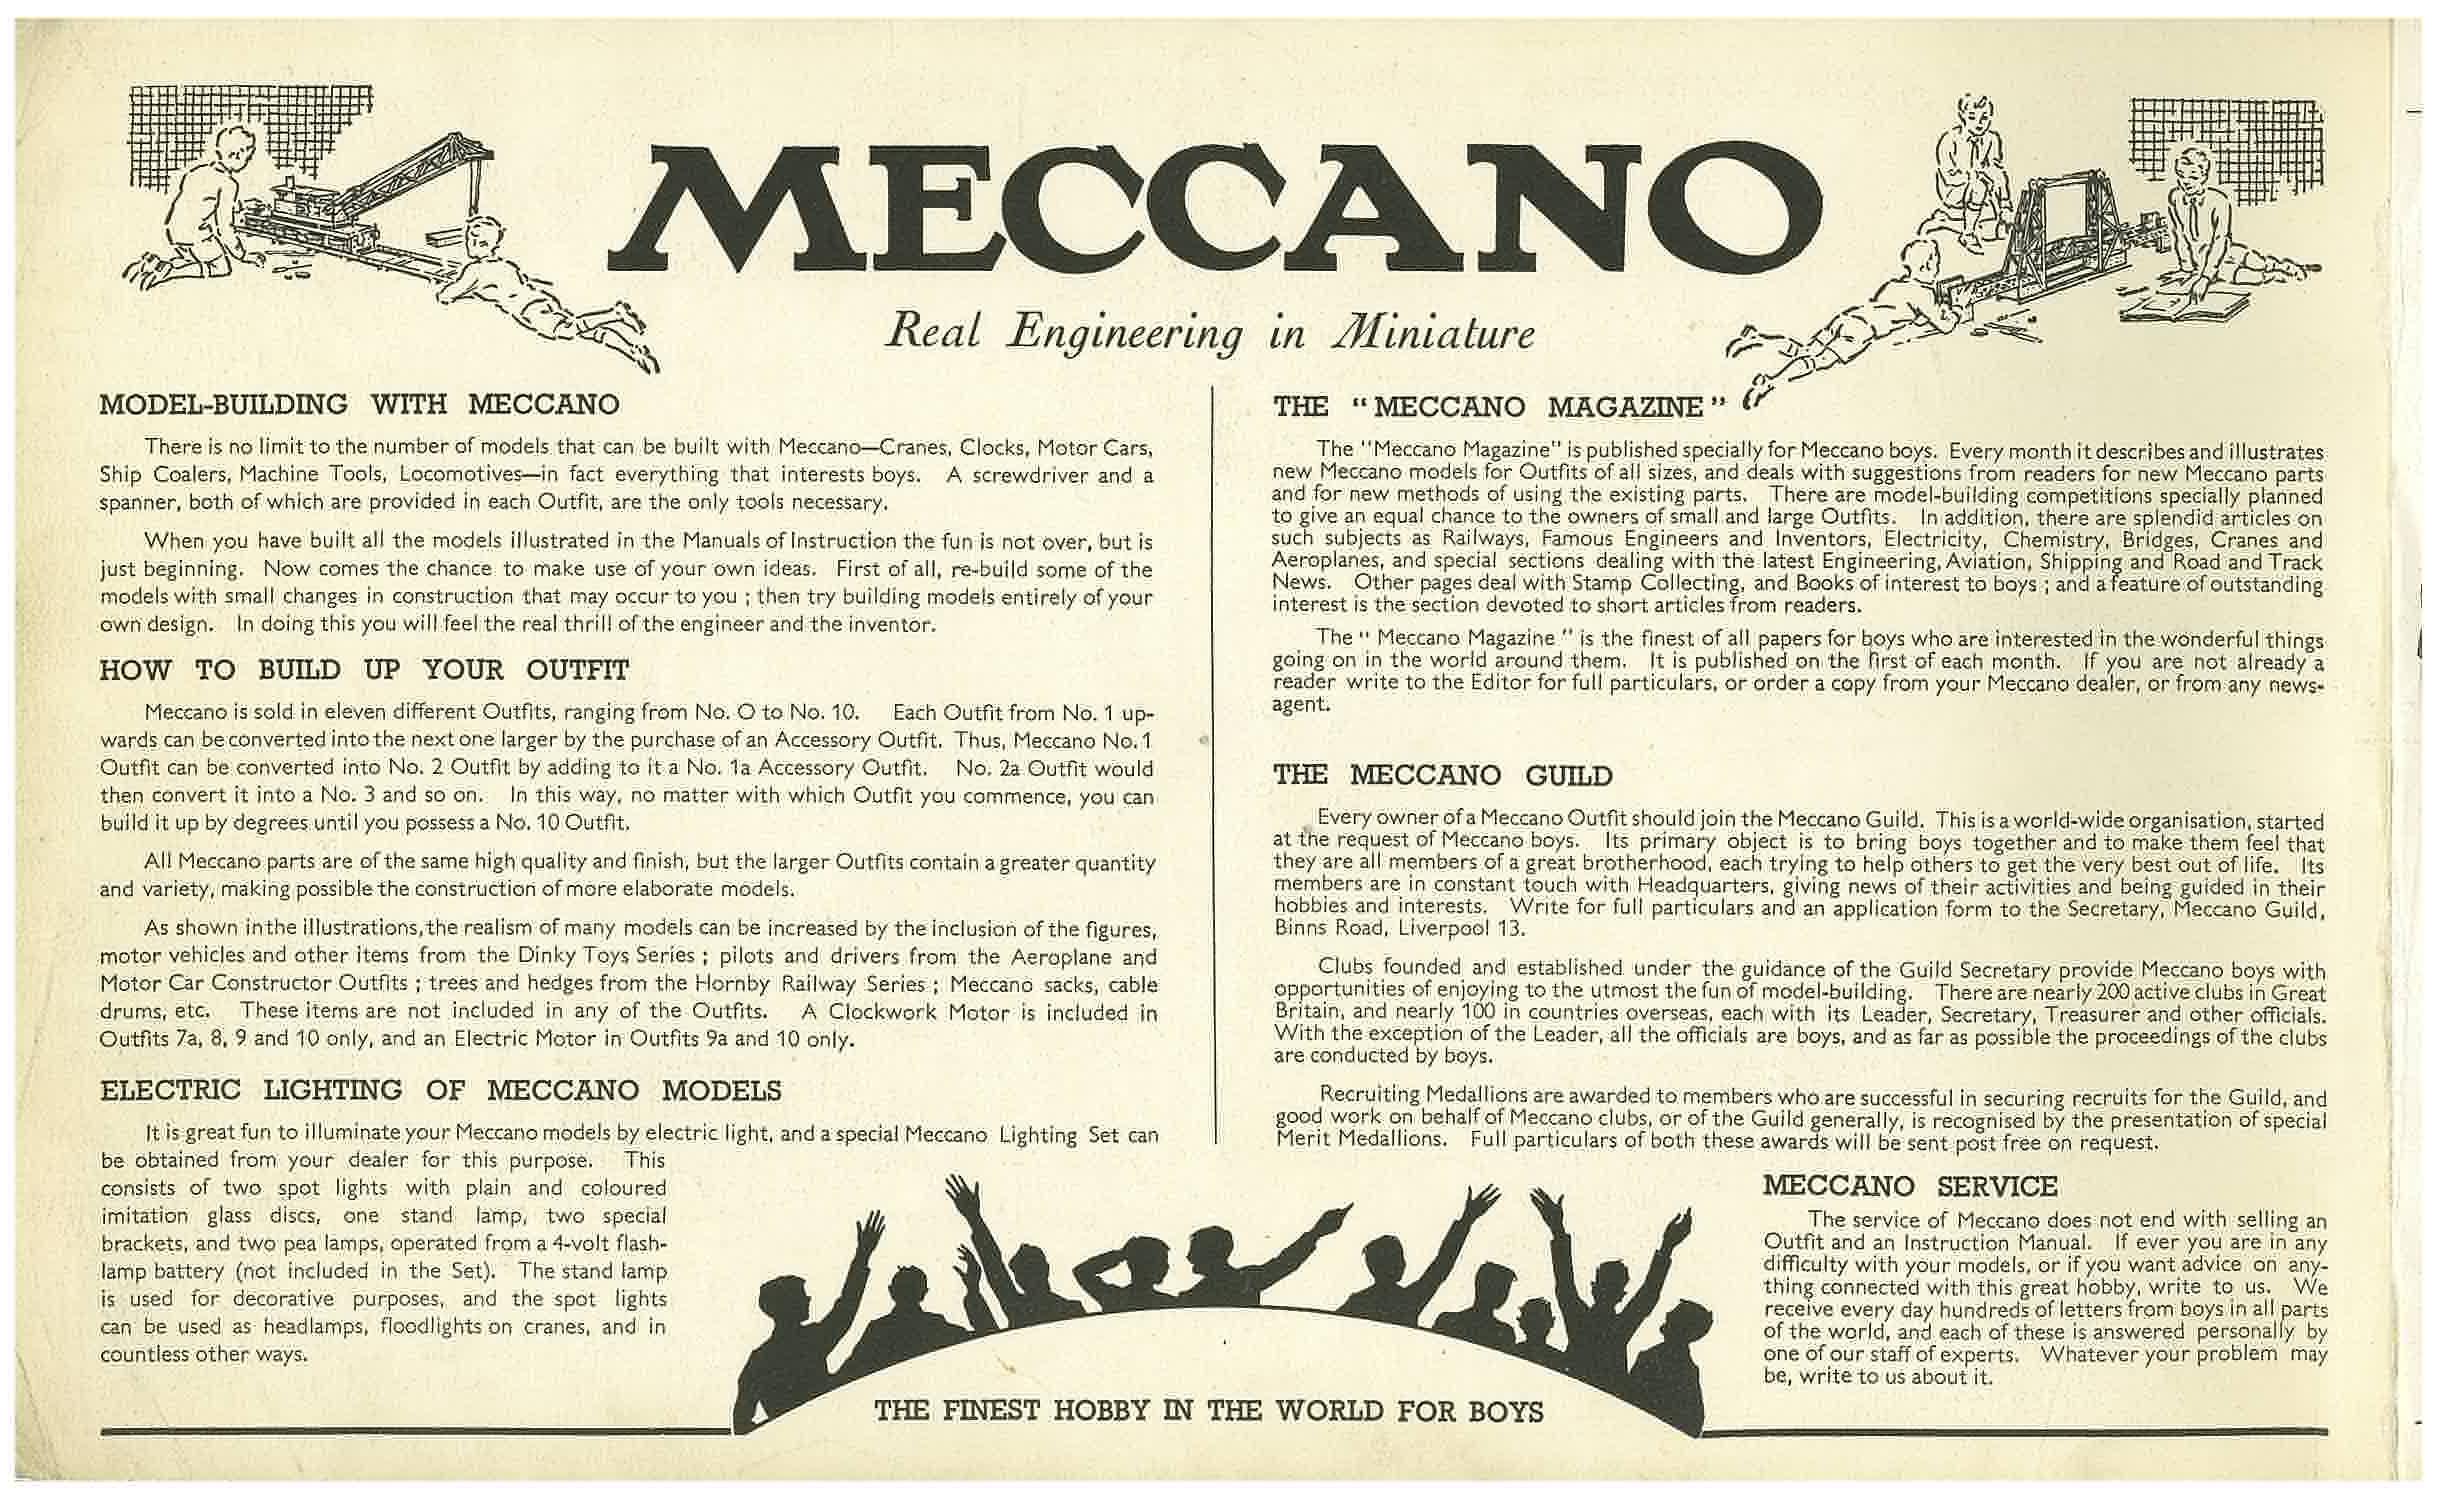 MECCANO
Real Engineering in Miniature
MODEL-BUILDING WITH MECCANO
There is no limit to the number of models that can be built with Meccano—Cranes, Clocks, Motor Cars,
Ship Coalers, Machine Tools, Locomotives—in fact everything that interests boys. A screwdriver and a
spanner, both of which are provided in each Outfit, are the only tools necessary.
When you have built all the models illustrated in the Manuals of Instruction the fun is not over, but is
just beginning. Now comes the chance to make use of your own ideas. First of all, re-build some of the
models with small changes in construction that may occur to you ; then try building models entirely of your
own design. In doing this you will feel the real thrill of the engineer and the inventor.
HOW TO BUILD UP YOUR OUTFIT
Meccano is sold in eleven different Outfits, ranging from No. O to No. 10. Each Outfit from No. 1 up-
wards can be converted into the next one larger by the purchase of an Accessory Outfit. Thus, Meccano No. 1
Outfit can be converted into No. 2 Outfit by adding to it a No. 1a Accessory Outfit. No. 2a Outfit would
then convert it into a No. 3 and so on. In this way, no matter with which Outfit you commence, you can
build it up by degrees until you possess a No. 10 Outfit.
All Meccano parts are of the same high quality and finish, but the larger Outfits contain a greater quantity
and variety, making possible the construction of more elaborate models.
As shown in the illustrations, the realism of many models can be increased by the inclusion of the figures,
motor vehicles and other items from the Dinky Toys Series ; pilots and drivers from the Aeroplane and
Motor Car Constructor Outfits ; trees and hedges from the Hornby Railway Series ; Meccano sacks, cable
drums, etc. These items are not included in any of the Outfits. A Clockwork Motor is included in
Outfits 7a, 8, 9 and 10 only, and an Electric Motor in Outfits 9a and 10 only.
ELECTRIC LIGHTING OF MECCANO MODELS
It is great fun to illuminate your Meccano models by electric light, and a special Meccano Lighting Set can
be obtained from your dealer for this purpose. This
consists of two spot lights with plain and coloured
imitation glass discs, one stand lamp, two special
brackets, and two pea lamps, operated from a 4-volt flash-
lamp battery (not included in the Set). The stand lamp
is used for decorative purposes, and the spot lights
can be used as headlamps, floodlights on cranes, and in
countless other ways.
THE "MECCANO MAGAZINE"
The "Meccano Magazine" is published specially for Meccano boys. Every month it describes and illustrates
new Meccano models for Outfits of all sizes, and deals with suggestions from readers for new Meccano parts
and for new methods of using the existing parts. There are model-building competitions specially planned
to give an equal chance to the owners of small and large Outfits. In addition, there are splendid articles on
such subjects as Railways, Famous Engineers and Inventors, Electricity, Chemistry, Bridges, Cranes and
Aeroplanes, and special sections dealing with the latest Engineering, Aviation, Shipping and Road and Track
News. Other pages deal with Stamp Collecting, and Books of interest to boys ; and a feature of outstanding
interest is the section devoted to short articles from readers.
The " Meccano Magazine " is the finest of all papers for boys who are interested in the wonderful things
going on in the world around them. It is published on the first of each month. If you are not already a
reader write to the Editor for full particulars, or order a copy from your Meccano dealer, or from any news-
agent.
THE MECCANO GUILD
Every owner of a Meccano Outfit should join the Meccano Guild. This is a world-wide organisation, started
at the request of Meccano boys. Its primary object is to bring boys together and to make them feel that
they are all members of a great brotherhood, each trying to help others to get the very best out of life. Its
members are in constant touch with Headquarters, giving news of their activities and being guided in their
hobbies and interests. Write for full particulars and an application form to the Secretary, Meccano Guild,
Binns Road, Liverpool 13.
Clubs founded and established under the guidance of the Guild Secretary provide Meccano boys with
opportunities of enjoying to the utmost the fun of model-building. There are nearly 200 active clubs in Great
Britain, and nearly 100 in countries overseas, each with its Leader, Secretary, Treasurer and other officials.
With the exception of the Leader, all the officials are boys, and as far as possible the proceedings of the clubs
are conducted by boys.
Recruiting Medallions are awarded to members who are successful in securing recruits for the Guild, and
good work on behalf of Meccano clubs, or of the Guild generally, is recognised by the presentation of special
Merit Medallions. Full particulars of both these awards will be sent post free on request.
MECCANO SERVICE
The service of Meccano does not end with selling an
Outfit and an Instruction Manual. If ever you are in any
difficulty with your models, or if you want advice on any-
thing connected with this great hobby, write to us. We
receive every day hundreds of letters from boys in all parts
of the world, and each of these is answered personally by
one of our staff of experts. Whatever your problem may
be, write to us about it.
THE FINEST HOBBY IN THE WORLD FOR BOYS